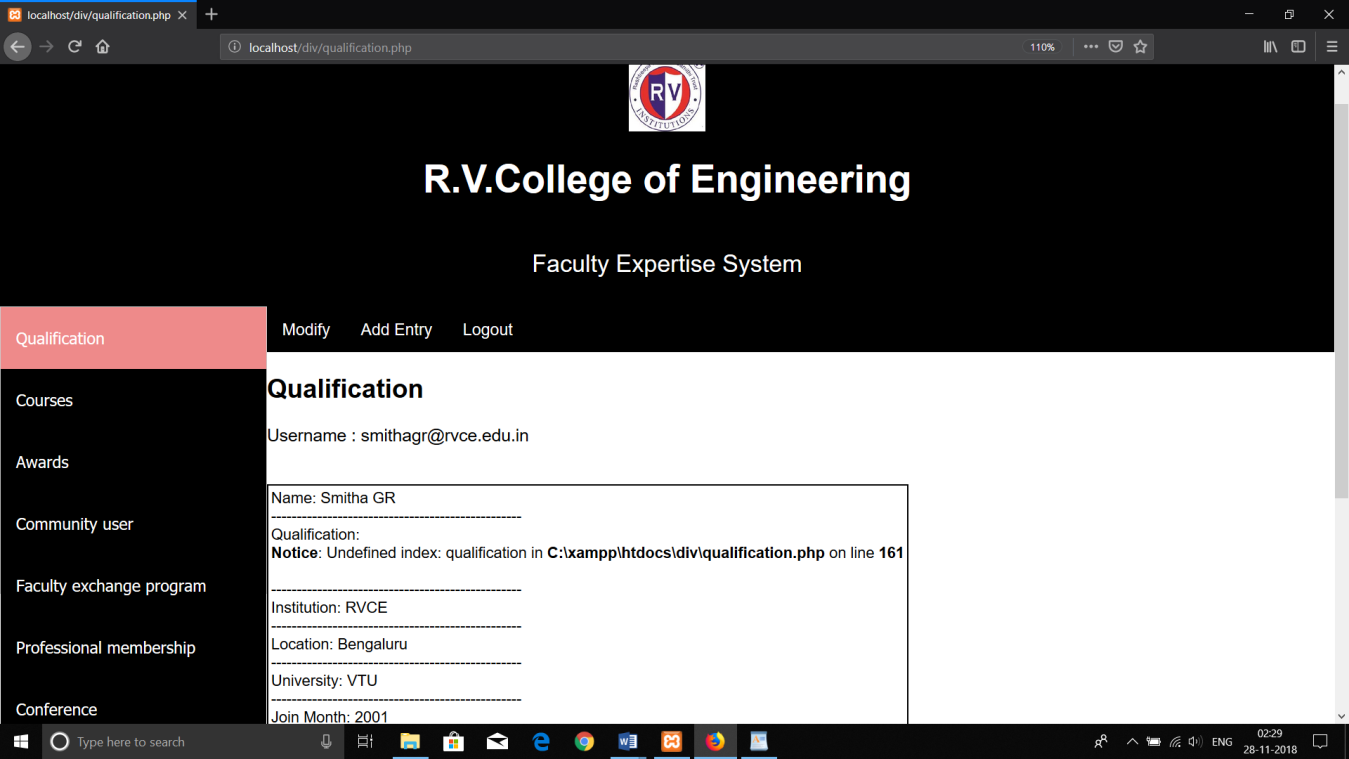 localhost/div/qualification.php
localhost/div/qualification.php
110%
RV
INSTITUTIONS
R.V.College of Engineering
Faculty Expertise System
Modify Add Entry Logout
Qualification
Courses
Awards
Community user
Faculty exchange program
Professional membership
Conference
Qualification
Username : smithagr@rvce.edu.in
Name: Smitha GR
-------------------------------------------------
Qualification:
Notice: Undefined index: qualification in C:\xampp\htdocs\div\qualification.php on line 161
-------------------------------------------------
Institution: RVCE
-------------------------------------------------
Location: Bengaluru
-------------------------------------------------
University: VTU
-------------------------------------------------
Join Month: 2001
Type here to search
ENG
02:29
28-11-2018